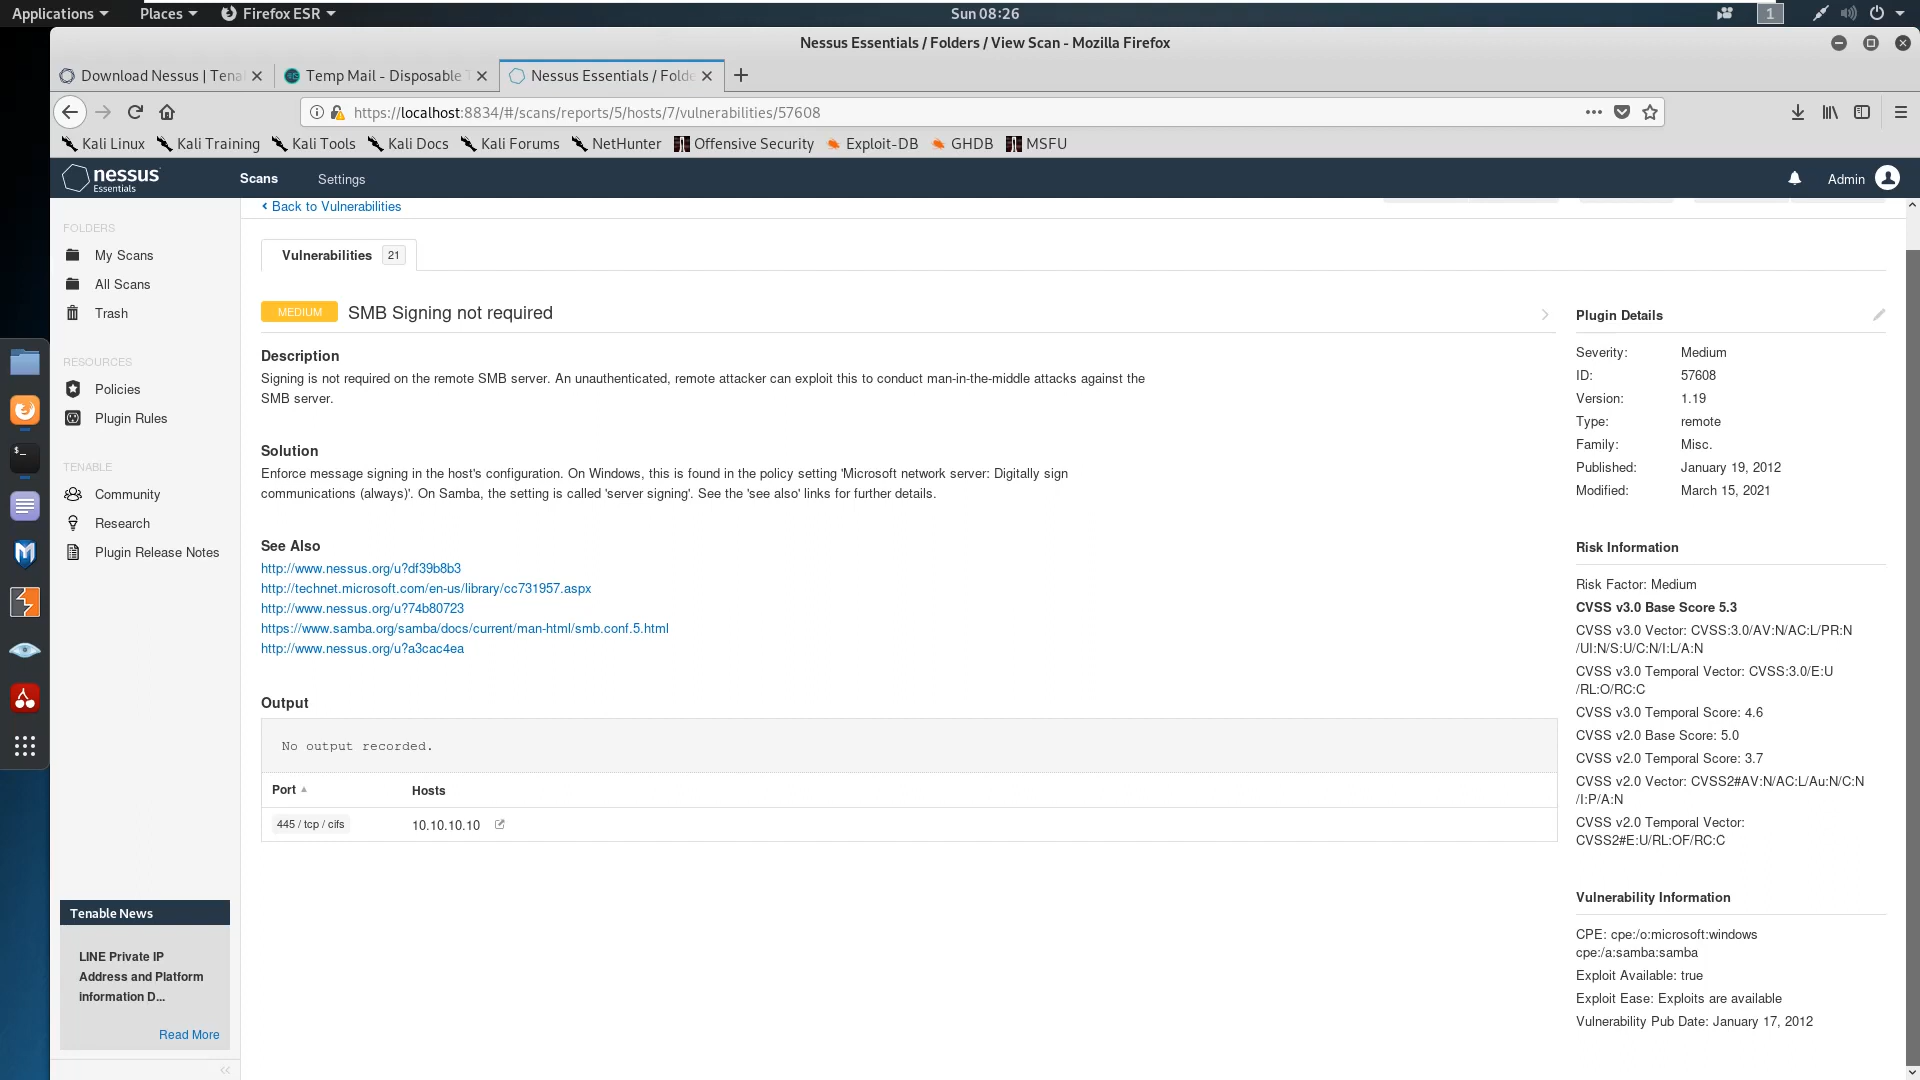 Applications Places Firefox ESR Sun 08:26 1
Nessus Essentials / Folders / View Scan - Mozilla Firefox
Download Nessus | Tena Temp Mail - Disposable T Nessus Essentials / Folde
https://localhost:8834/#/scans/reports/5/hosts/7/vulnerabilities/57608
Kali Linux Kali Training Kali Tools Kali Docs Kali Forums NetHunter Offensive Security Exploit-DB GHDB MSFU
nessus Essentials Scans Settings Admin
FOLDERS
My Scans
All Scans
Trash
RESOURCES
Policies
Plugin Rules
TENABLE
Community
Research
Plugin Release Notes
Tenable News
LINE Private IP
Address and Platform
information D...
Read More
Back to Vulnerabilities
Vulnerabilities 21
MEDIUM SMB Signing not required
Description
Signing is not required on the remote SMB server. An unauthenticated, remote attacker can exploit this to conduct man-in-the-middle attacks against the
SMB server.
Solution
Enforce message signing in the host's configuration. On Windows, this is found in the policy setting 'Microsoft network server: Digitally sign
communications (always)'. On Samba, the setting is called 'server signing'. See the 'see also' links for further details.
See Also
http://www.nessus.org/u?df39b8b3
http://technet.microsoft.com/en-us/library/cc731957.aspx
http://www.nessus.org/u?74b80723
https://www.samba.org/samba/docs/current/man-html/smb.conf.5.html
http://www.nessus.org/u?a3cac4ea
Output
No output recorded.
Port Hosts
445 / tcp / cifs 10.10.10.10
Plugin Details
Severity: Medium
ID: 57608
Version: 1.19
Type: remote
Family: Misc.
Published: January 19, 2012
Modified: March 15, 2021
Risk Information
Risk Factor: Medium
CVSS v3.0 Base Score 5.3
CVSS v3.0 Vector: CVSS:3.0/AV:N/AC:L/PR:N
/UI:N/S:U/C:N/I:L/A:N
CVSS v3.0 Temporal Vector: CVSS:3.0/E:U
/RL:O/RC:C
CVSS v3.0 Temporal Score: 4.6
CVSS v2.0 Base Score: 5.0
CVSS v2.0 Temporal Score: 3.7
CVSS v2.0 Vector: CVSS2#AV:N/AC:L/Au:N/C:N
/I:P/A:N
CVSS v2.0 Temporal Vector:
CVSS2#E:U/RL:OF/RC:C
Vulnerability Information
CPE: cpe:/o:microsoft:windows
cpe:/a:samba:samba
Exploit Available: true
Exploit Ease: Exploits are available
Vulnerability Pub Date: January 17, 2012